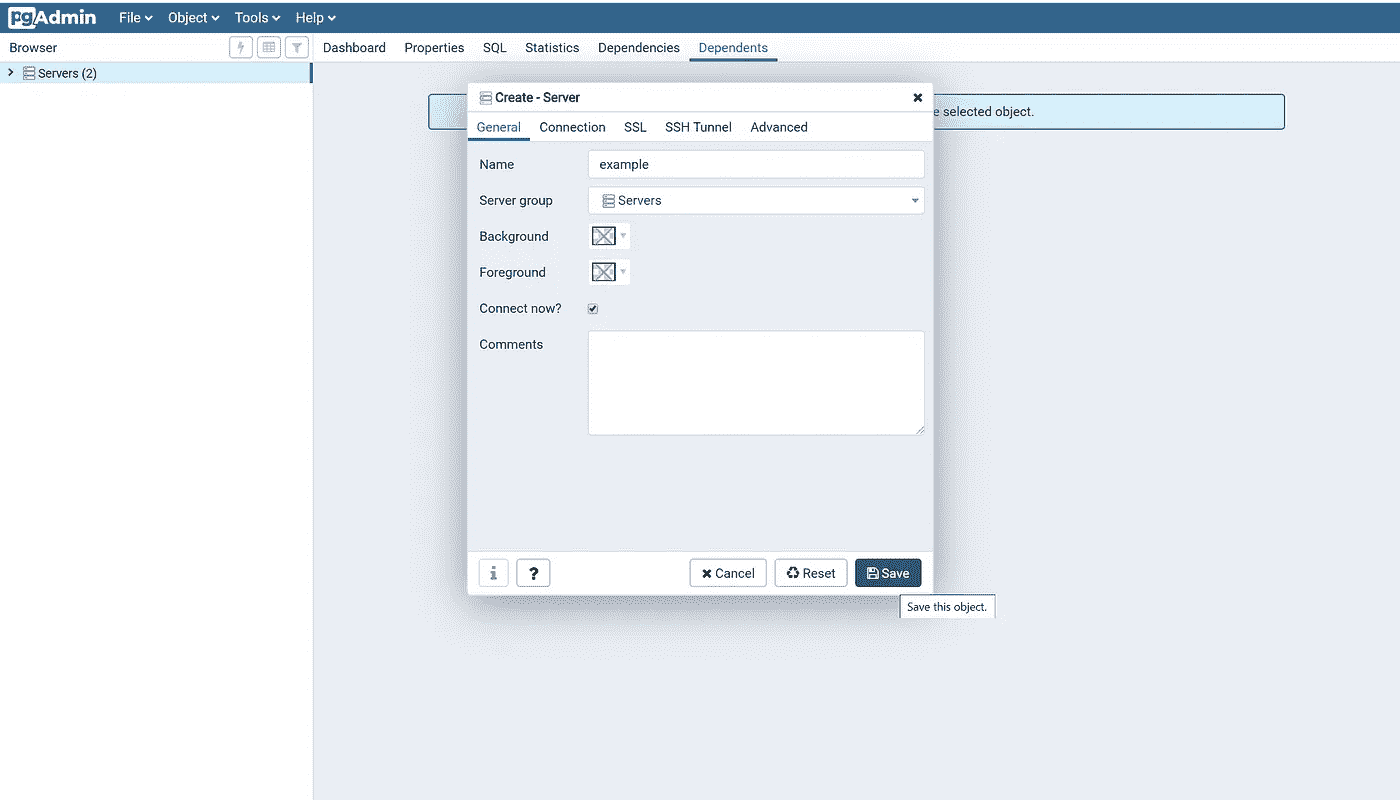 pgAdmin File Object Tools Help
Browser Dashboard Properties SQL Statistics Dependencies Dependents
Servers (2)
Create - Server
e selected object.
General Connection SSL SSH Tunnel Advanced
Name example
Server group Servers
Background
Foreground
Connect now?
Comments
i ? Cancel Reset Save
Save this object.